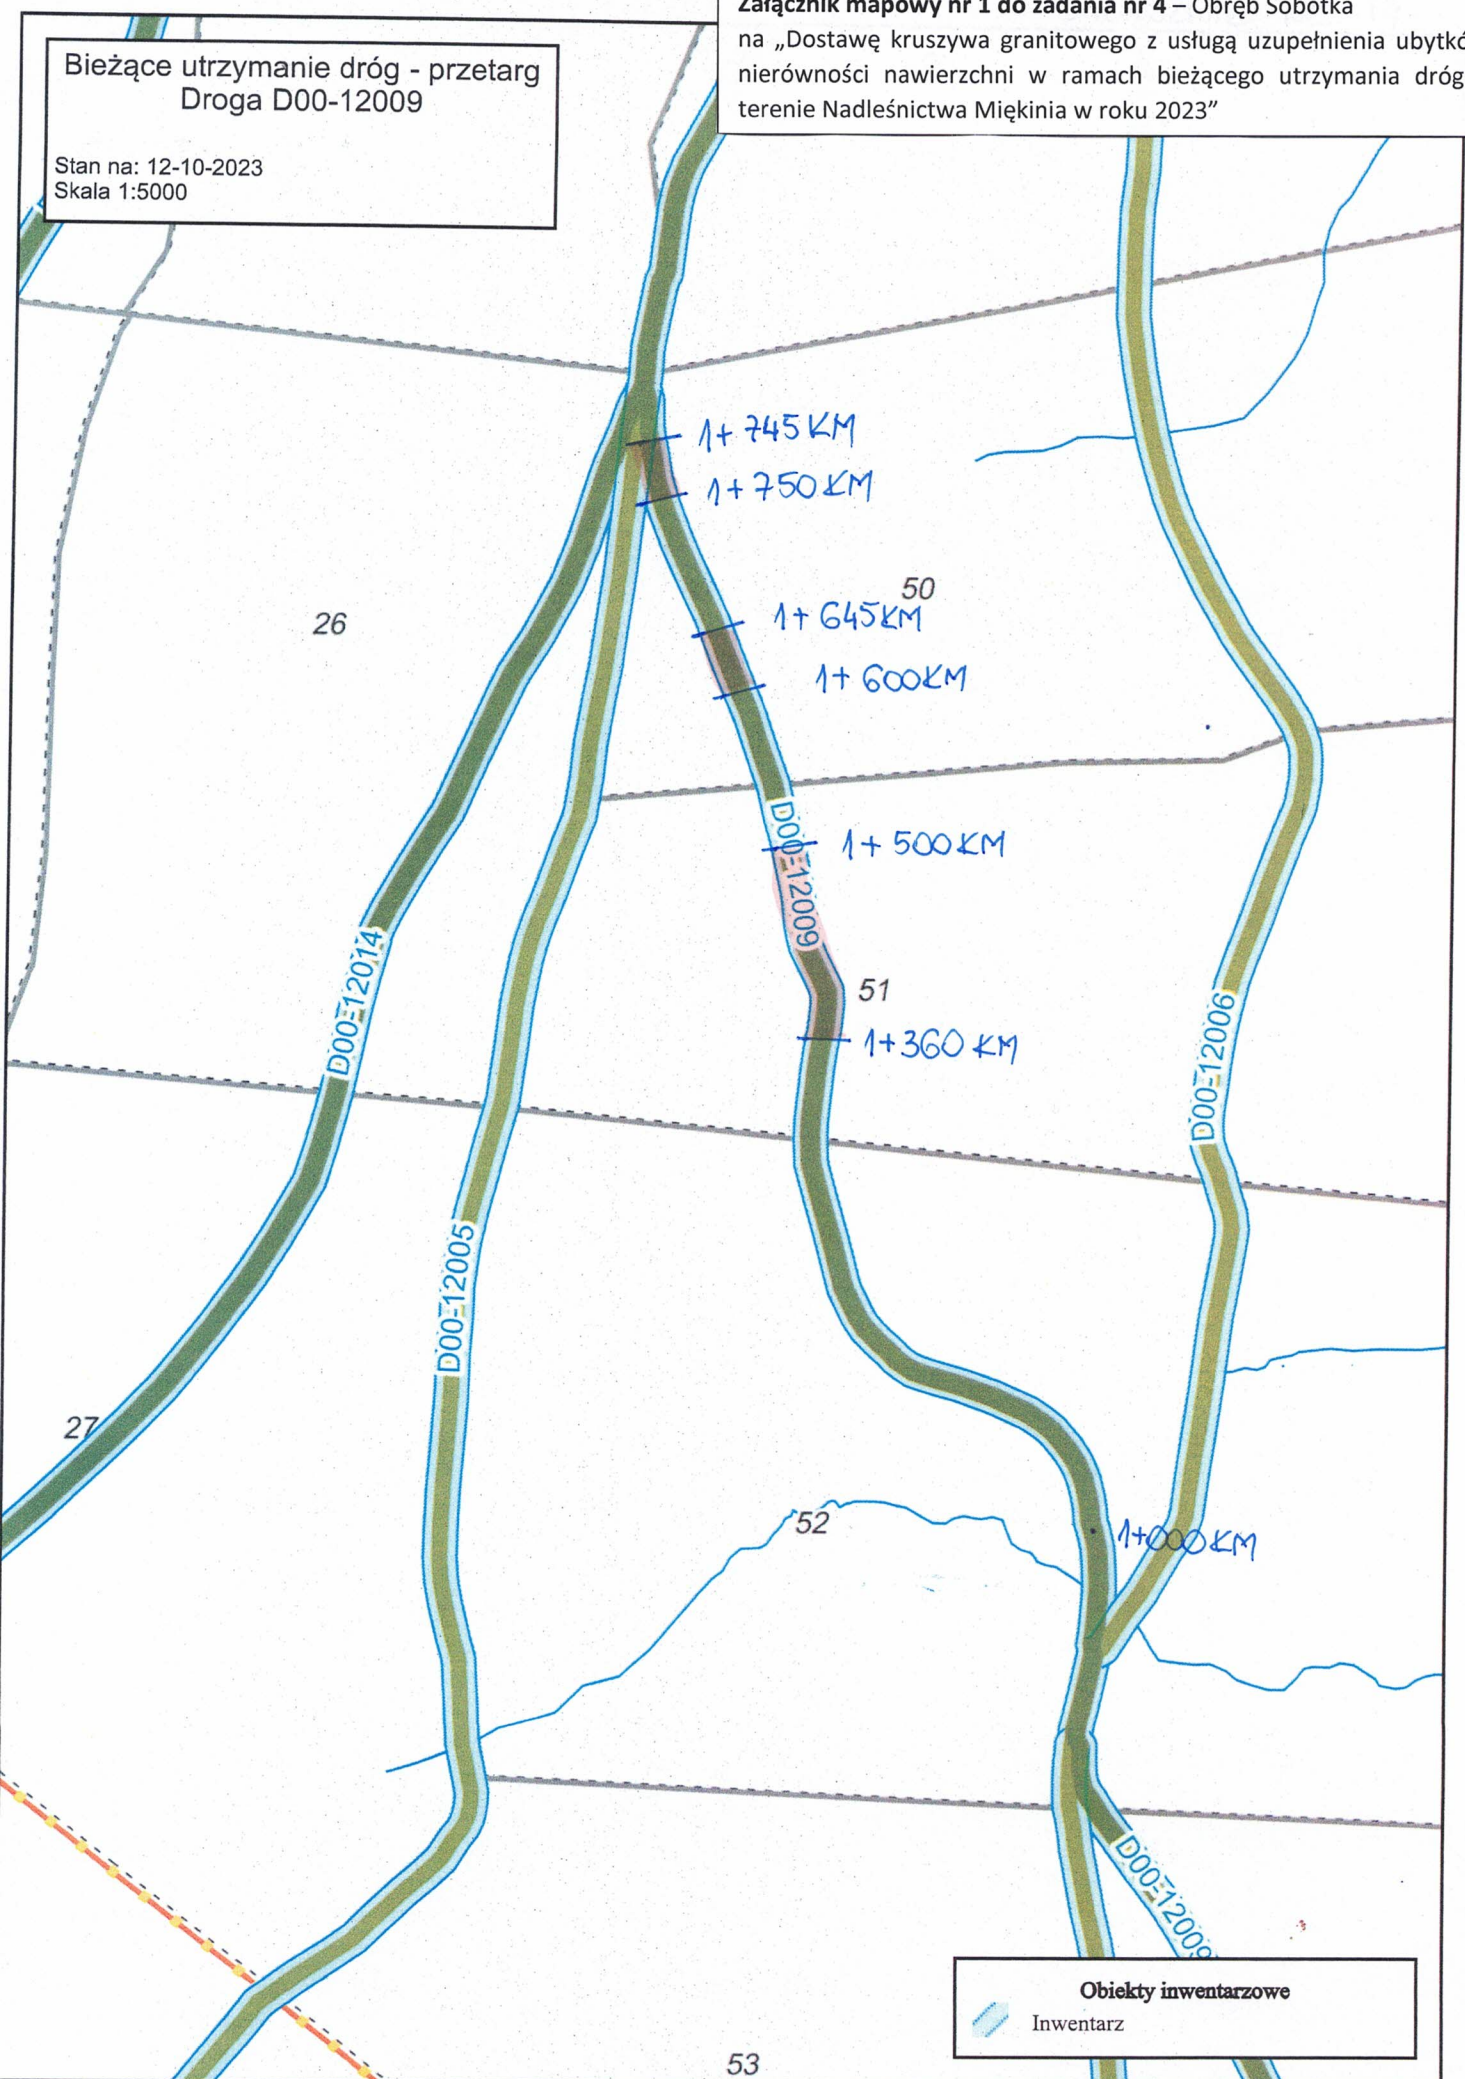 Załącznik mapowy nr 1 do zadania nr 4 – Obręb Sobótka
na „Dostawę kruszywa granitowego z usługą uzupełnienia ubytkó
nierówności nawierzchni w ramach bieżącego utrzymania dróg
terenie Nadleśnictwa Miękinia w roku 2023”
Bieżące utrzymanie dróg - przetarg
Droga D00-12009
Stan na: 12-10-2023
Skala 1:5000
1+745 KM
1+750 KM
50
26
1+645 KM
1+600 KM
D00-12009
1+500 KM
D00-12014
51
D00-12006
1+360 KM
D00-12005
27
52
1+000 KM
D00-12009
Obiekty inwentarzowe
Inwentarz
53